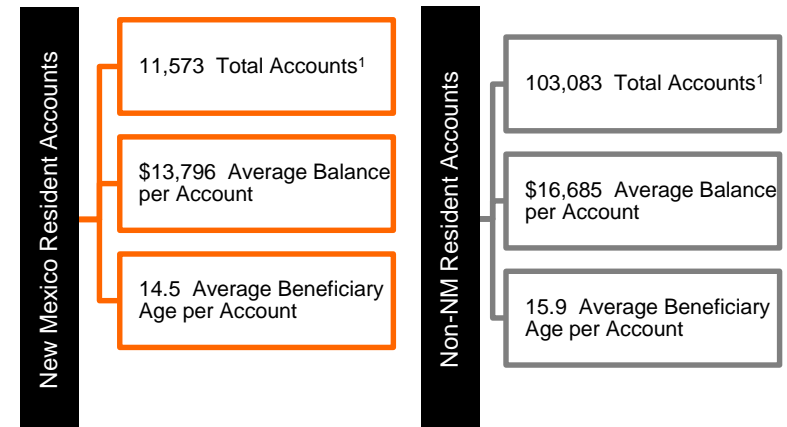 New Mexico Resident Accounts
11,573 Total Accounts¹
$13,796 Average Balance
per Account
14.5 Average Beneficiary
Age per Account
Non-NM Resident Accounts
103,083 Total Accounts¹
$16,685 Average Balance
per Account
15.9 Average Beneficiary
Age per Account